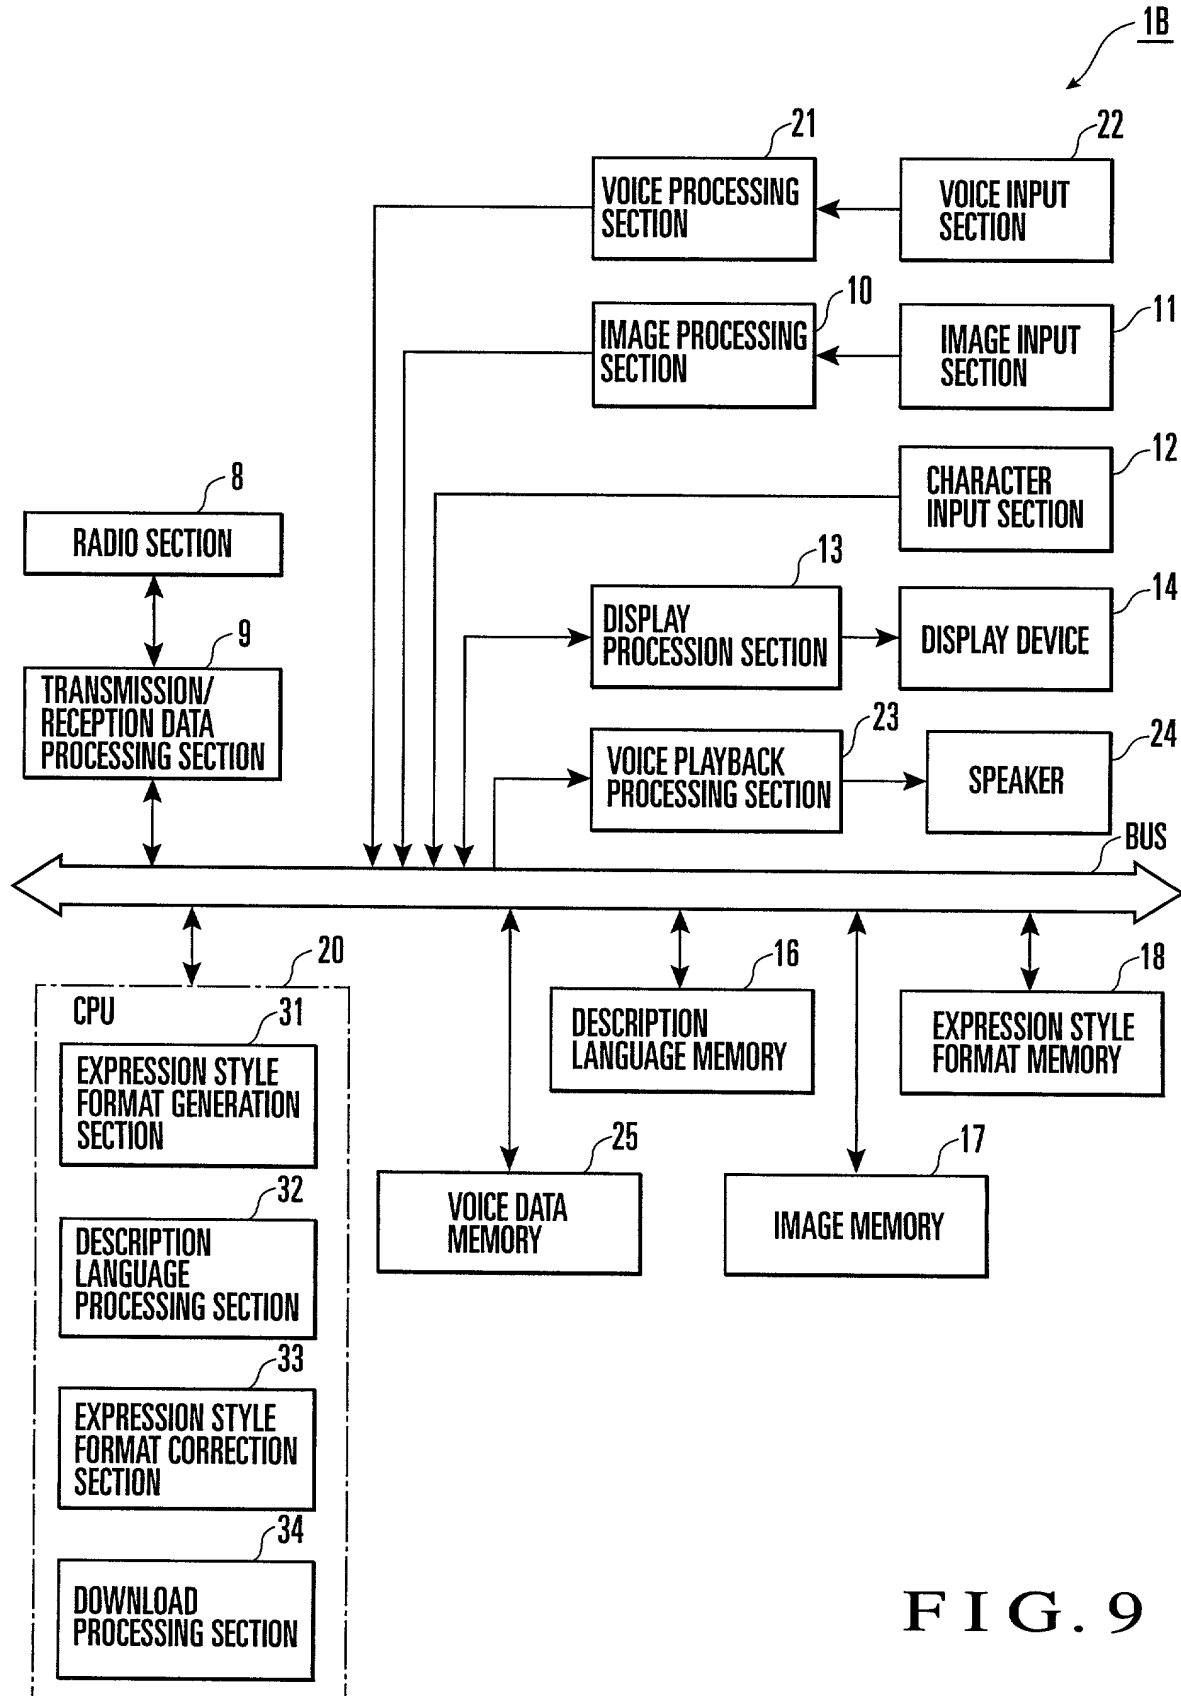 1B
21
22
VOICE PROCESSING
SECTION
VOICE INPUT
SECTION
10
11
IMAGE PROCESSING
SECTION
IMAGE INPUT
SECTION
12
CHARACTER
INPUT SECTION
8
RADIO SECTION
13
14
DISPLAY
PROCESSION SECTION
DISPLAY DEVICE
9
TRANSMISSION/
RECEPTION DATA
PROCESSING SECTION
23
24
VOICE PLAYBACK
PROCESSING SECTION
SPEAKER
BUS
20
CPU
16
DESCRIPTION
LANGUAGE MEMORY
18
EXPRESSION STYLE
FORMAT MEMORY
31
EXPRESSION STYLE
FORMAT GENERATION
SECTION
25
VOICE DATA
MEMORY
17
IMAGE MEMORY
32
DESCRIPTION
LANGUAGE
PROCESSING SECTION
33
EXPRESSION STYLE
FORMAT CORRECTION
SECTION
34
DOWNLOAD
PROCESSING SECTION
FIG. 9